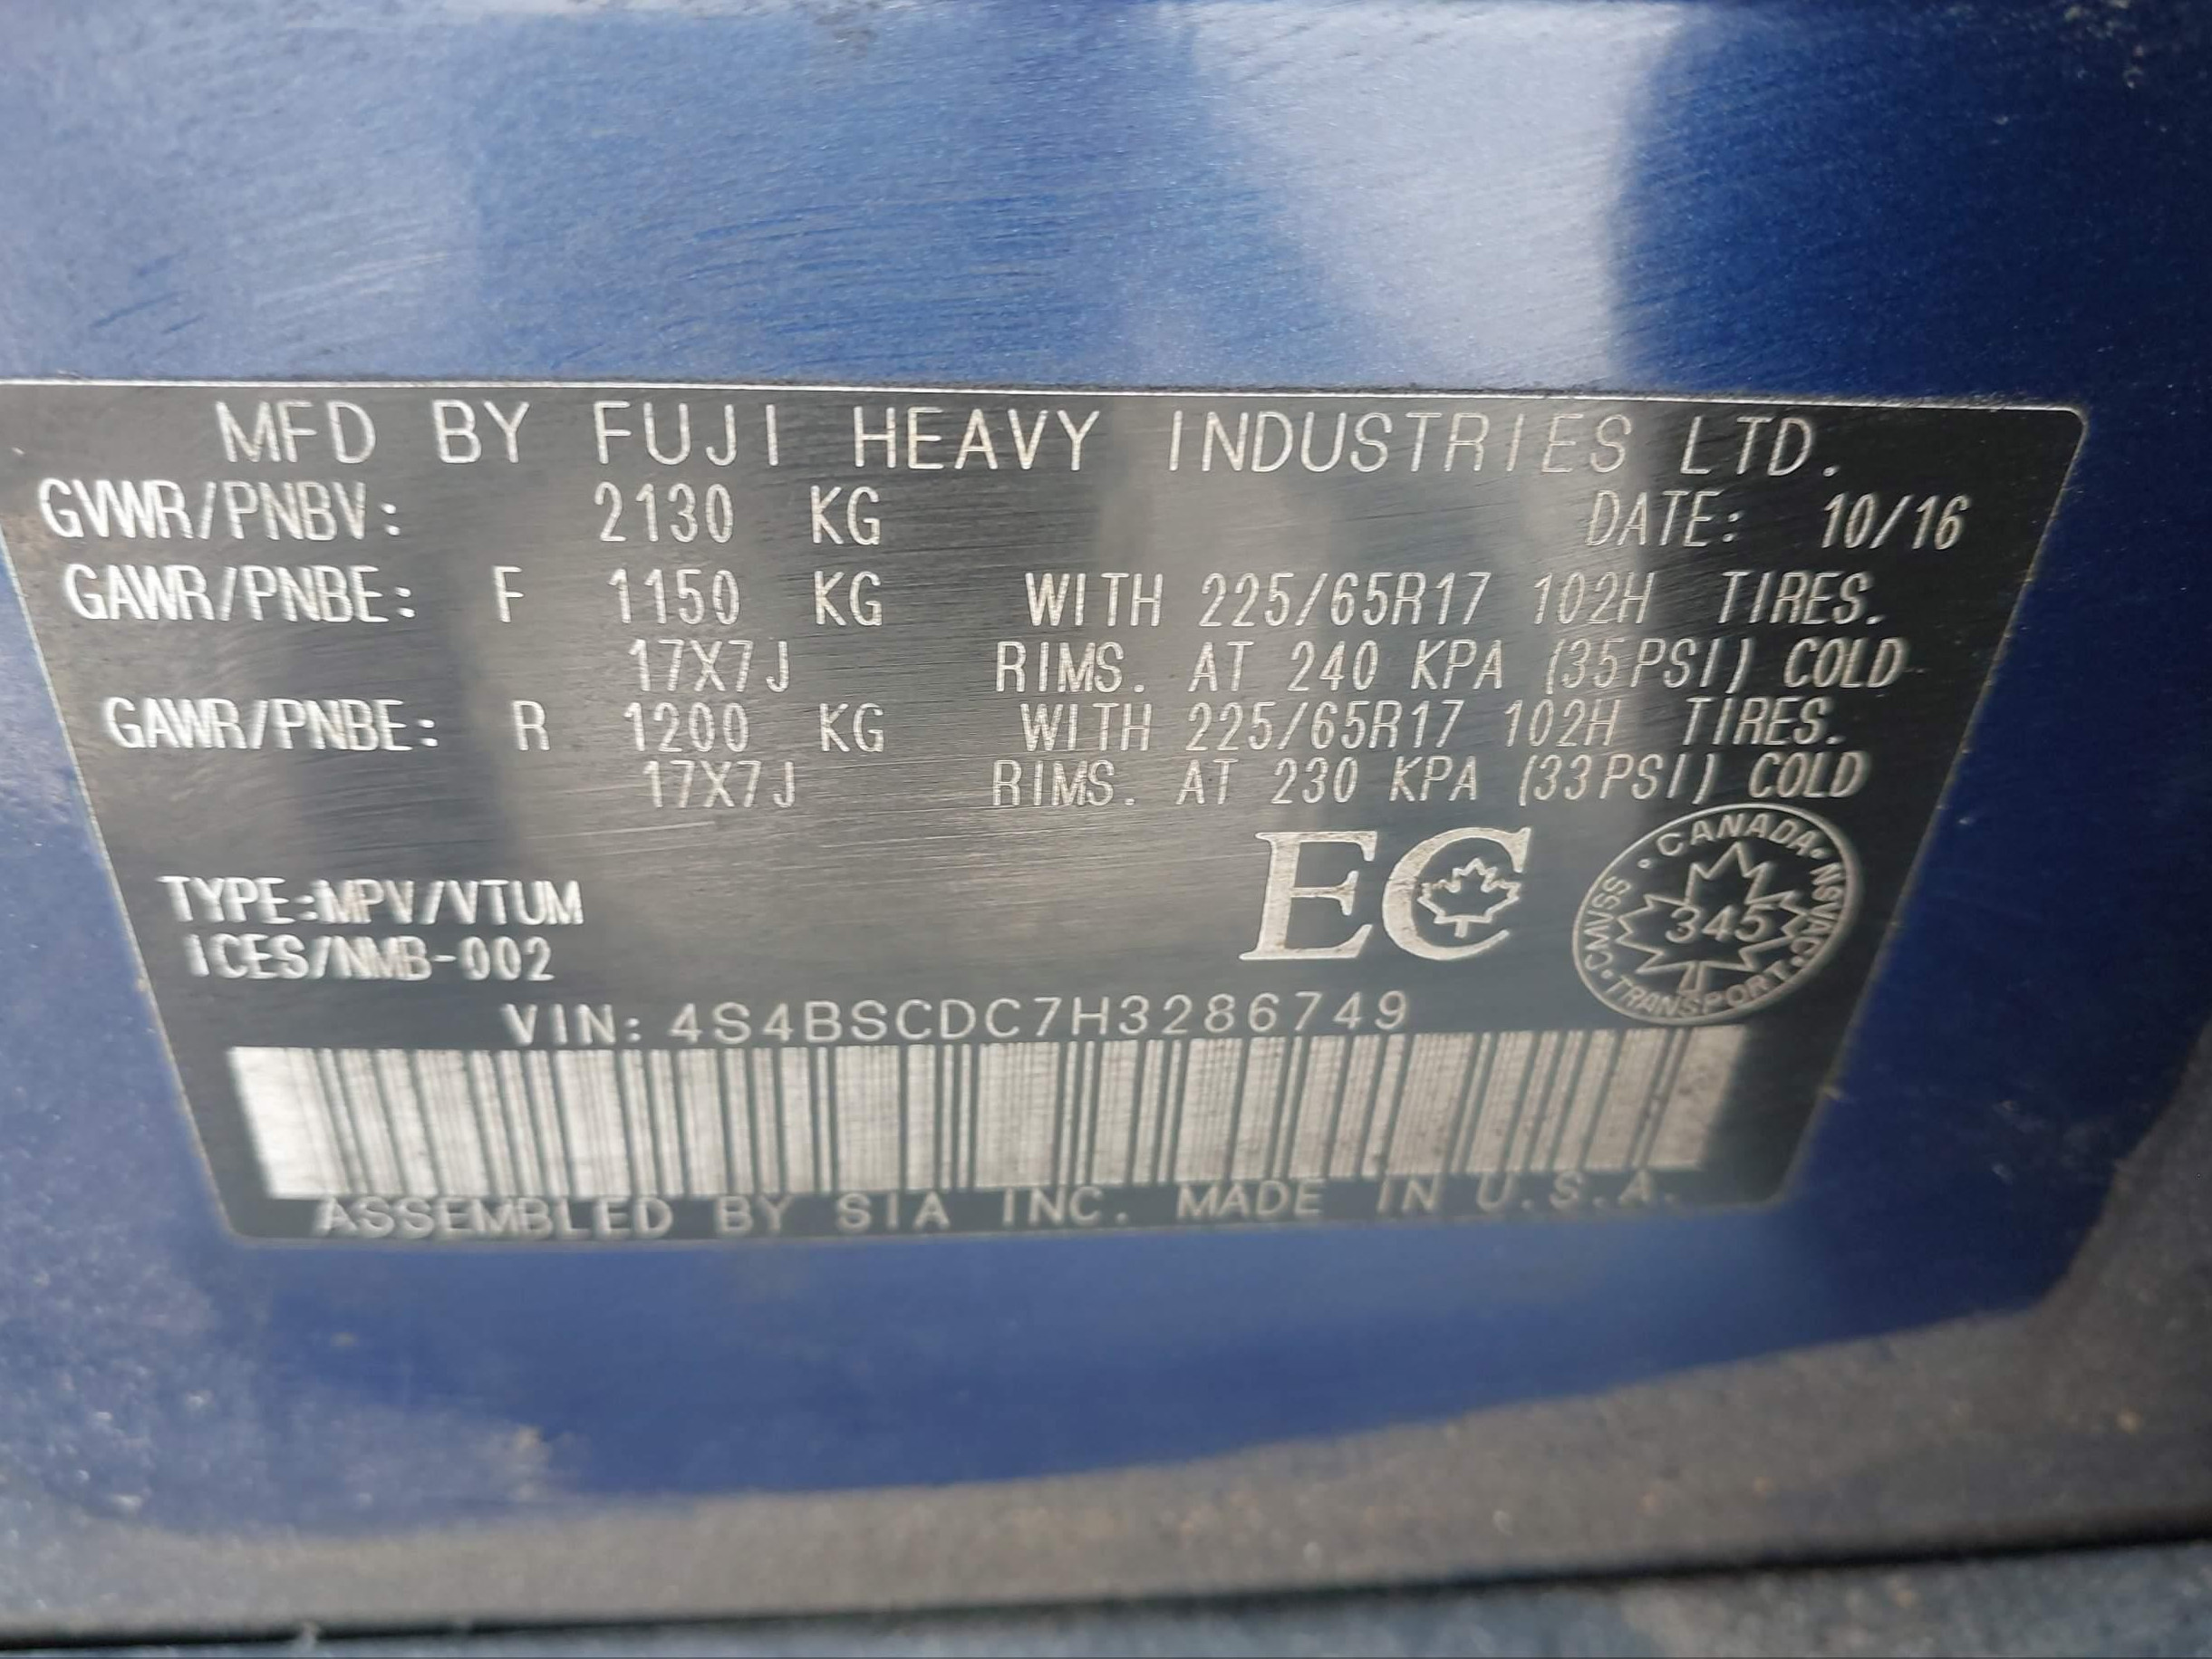 MFD BY FUJI HEAVY INDUSTRIES LTD.
GVWR/PNBV: 2130 KG DATE: 10/16
GAWR/PNBE: F 1150 KG WITH 225/65R17 102H TIRES.
17X7J RIMS. AT 240 KPA (35PSI) COLD
GAWR/PNBE: R 1200 KG WITH 225/65R17 102H TIRES.
17X7J RIMS. AT 230 KPA (33PSI) COLD
EC
CANADA · NSVAC · TRANSPORT · CMVSS ·
345
TYPE:MPV/VTUM
ICES/NMB-002
VIN: 4S4BSCDC7H3286749
ASSEMBLED BY SIA INC. MADE IN U.S.A.